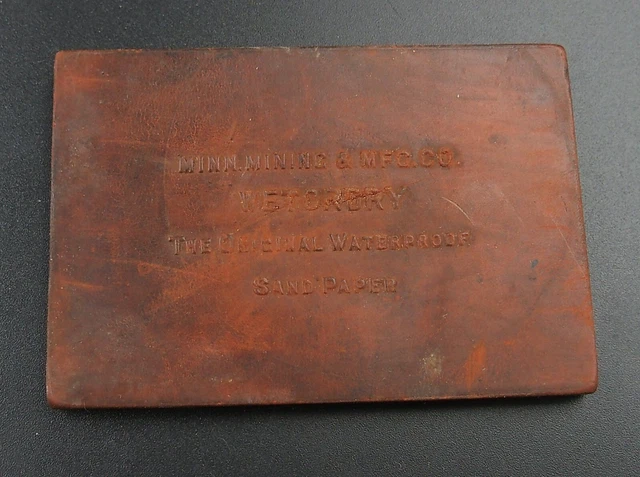 MINN.MINING & MFG.CO.
WETORDRY
THE ORIGINAL WATERPROOF
SAND PAPER